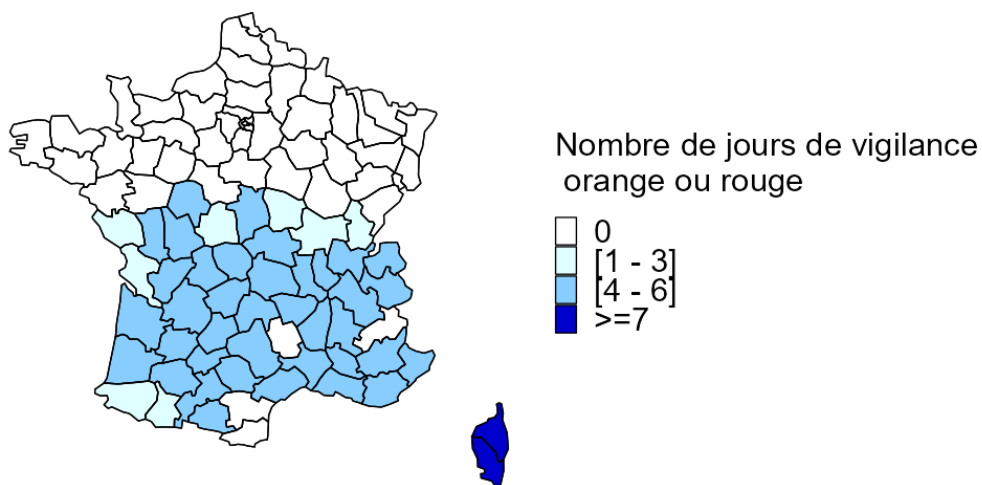 Nombre de jours de vigilance
orange ou rouge
0
[1 - 3]
[4 - 6]
>=7